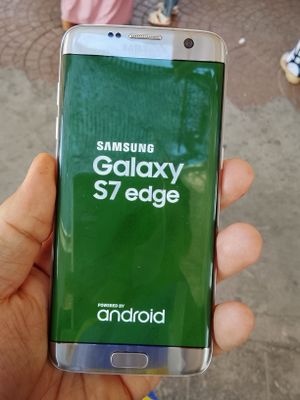 SAMSUNG
Galaxy
S7 edge
POWERED BY
android